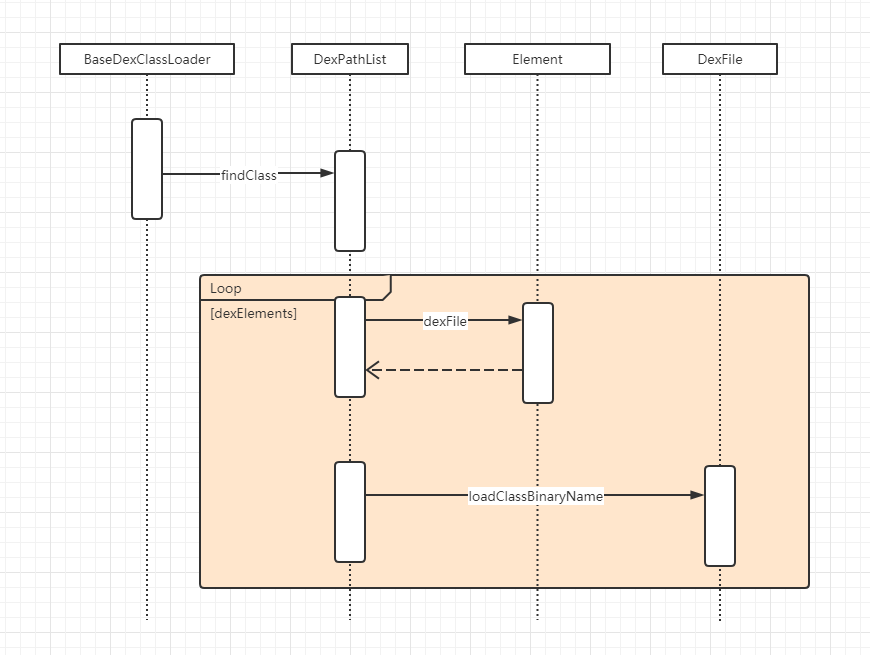 BaseDexClassLoader
DexPathList
Element
DexFile
findClass
Loop
[dexElements]
dexFile
loadClassBinaryName